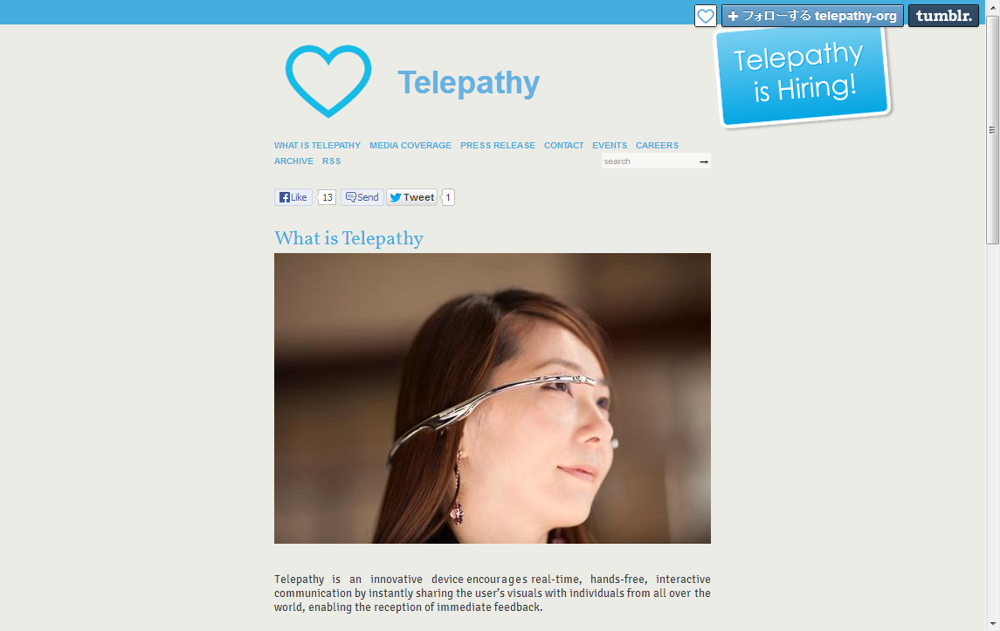 + フォローする telepathy-org
tumblr.
Telepathy
is Hiring!
Telepathy
WHAT IS TELEPATHY MEDIA COVERAGE PRESS RELEASE CONTACT EVENTS CAREERS
ARCHIVE RSS
search
Like 13 Send Tweet 1
What is Telepathy
Telepathy is an innovative device encourages real-time, hands-free, interactive
communication by instantly sharing the user's visuals with individuals from all over the
world, enabling the reception of immediate feedback.